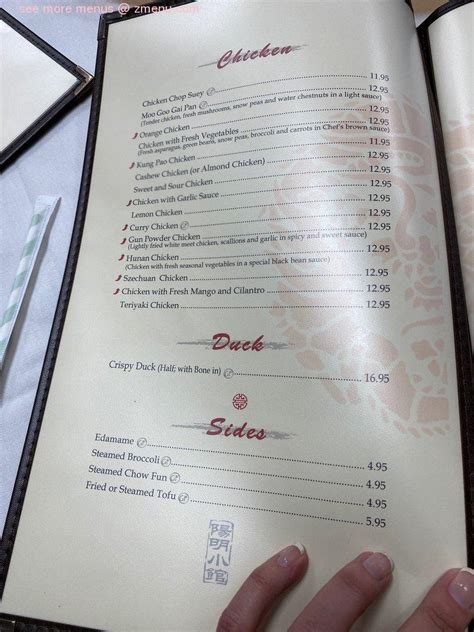 see more menus @ zmenu.com
Chicken
Chicken Chop Suey 11.95
Moo Goo Gai Pan 12.95
(Tender chicken, fresh mushrooms, snow peas and water chestnuts in a light sauce)
Orange Chicken 12.95
Chicken with Fresh Vegetables 12.95
(Fresh asparagus, green beans, snow peas, broccoli and carrots in Chef's brown sauce)
Kung Pao Chicken 11.95
Cashew Chicken (or Almond Chicken) 12.95
Sweet and Sour Chicken 12.95
Chicken with Garlic Sauce 12.95
Lemon Chicken 12.95
Curry Chicken 12.95
Gun Powder Chicken 12.95
(Lightly fried white meet chicken, scallions and garlic in spicy and sweet sauce)
Hunan Chicken 12.95
(Chicken with fresh seasonal vegetables in a special black bean sauce)
Szechuan Chicken 12.95
Chicken with Fresh Mango and Cilantro 12.95
Teriyaki Chicken 12.95
Duck
Crispy Duck (Half; with Bone in) 16.95
Sides
Edamame 4.95
Steamed Broccoli 4.95
Steamed Chow Fun 4.95
Fried or Steamed Tofu 5.95
陽明小館